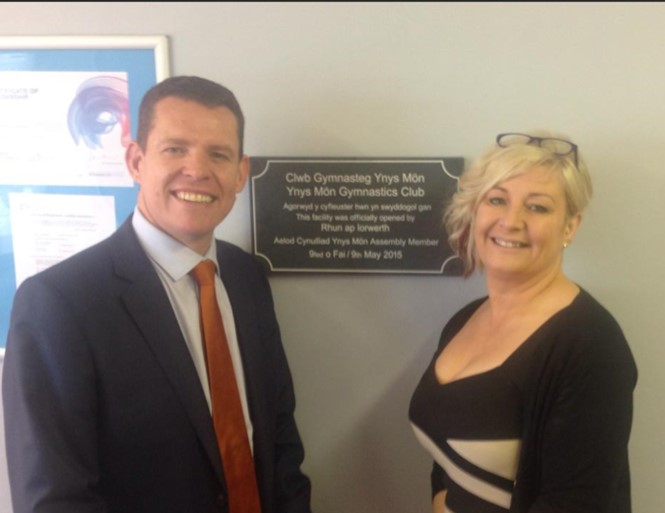 Clwb Gymnasteg Ynys Môn
Ynys Môn Gymnastics Club
Agorwyd y cyfleuster hwn yn swyddogol gan
This facility was officially opened by
Rhun ap Iorwerth
Aelod Cynulliad Ynys Môn Assembly Member
9fed o Fai / 9th May 2015